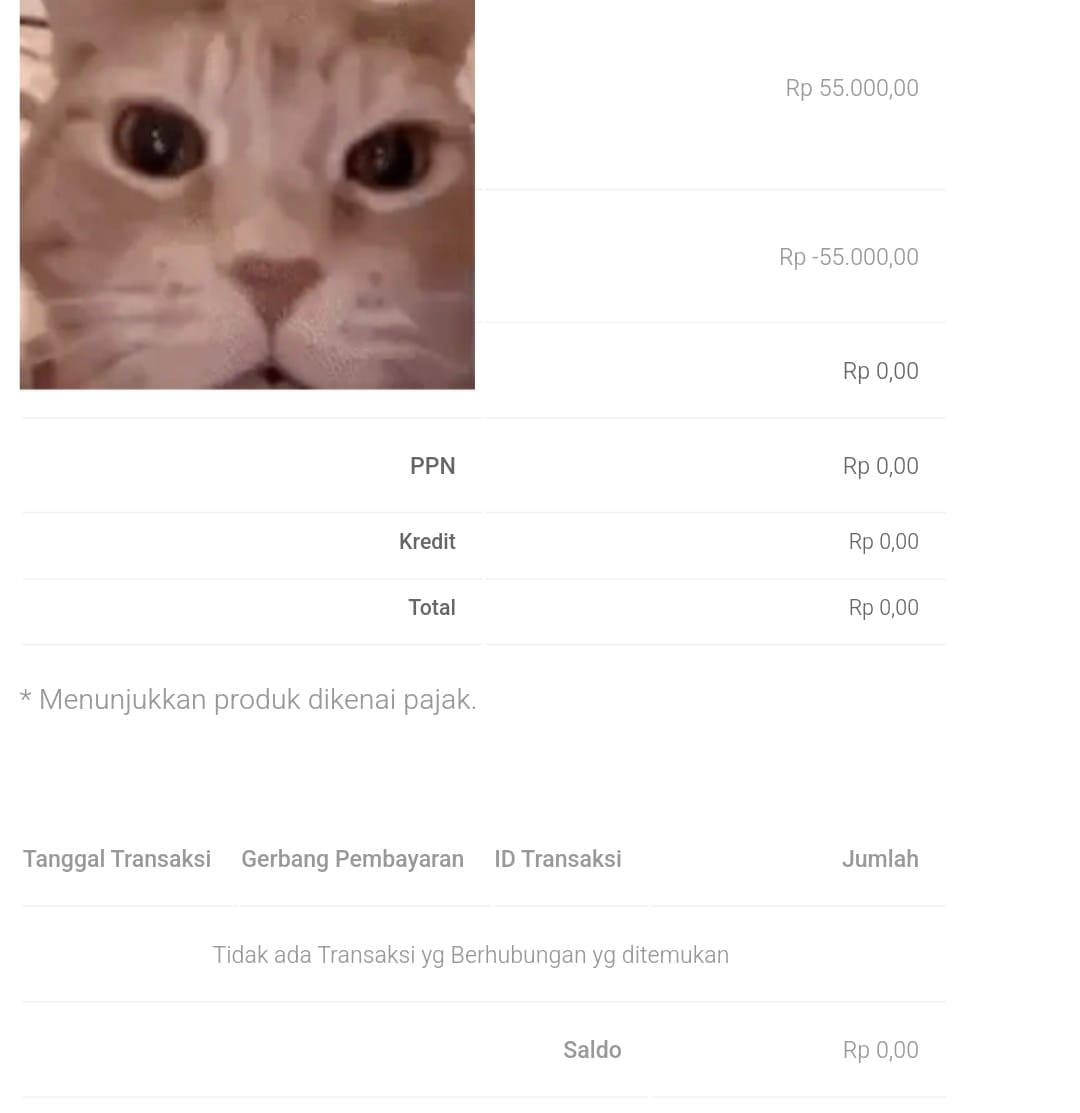 Rp 55.000,00
Rp -55.000,00
Rp 0,00
PPN Rp 0,00
Kredit Rp 0,00
Total Rp 0,00
* Menunjukkan produk dikenai pajak.
Tanggal Transaksi Gerbang Pembayaran ID Transaksi Jumlah
Tidak ada Transaksi yg Berhubungan yg ditemukan
Saldo Rp 0,00